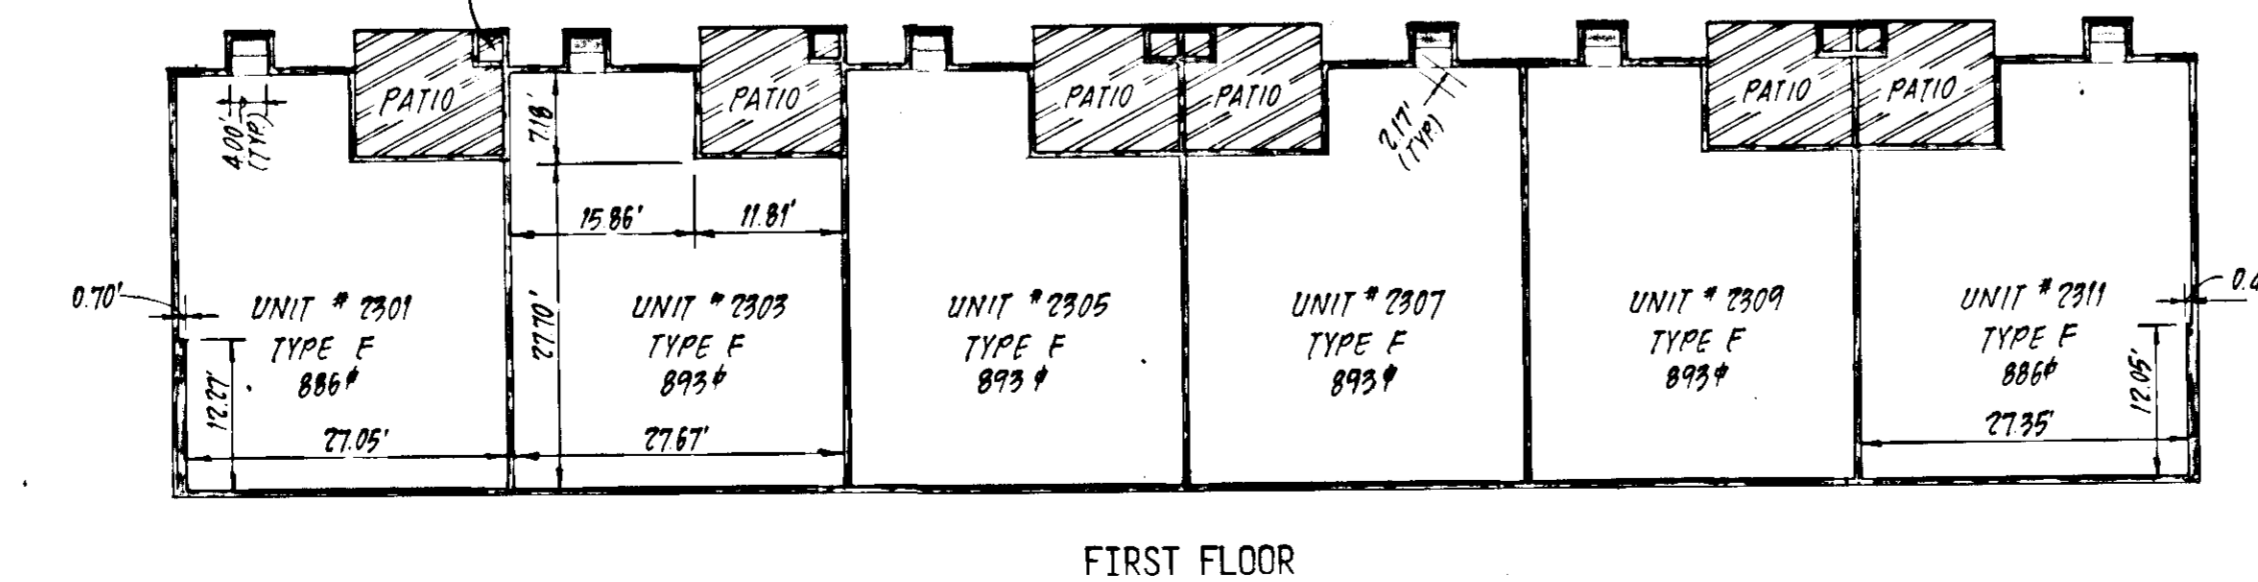 PATIO
PATIO
PATIO
PATIO
PATIO
PATIO
4.00'
(TYP.)
7.18'
2.17'
(TYP.)
15.86'
11.81'
0.70'
UNIT # 2301
TYPE F
886⌽
27.20'
UNIT # 2303
TYPE F
893⌽
UNIT # 2305
TYPE F
893⌽
UNIT # 2307
TYPE F
893⌽
UNIT # 2309
TYPE F
893⌽
UNIT # 2311
TYPE F
886⌽
12.27'
27.05'
27.67'
27.35'
12.05'
FIRST FLOOR